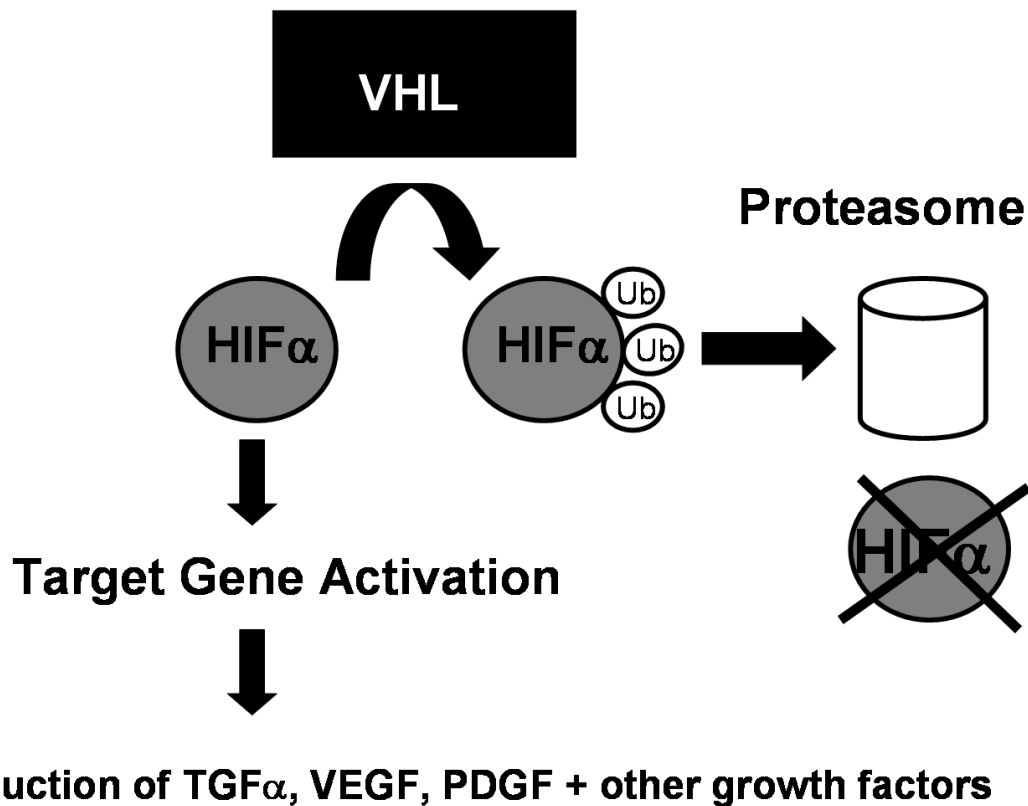 VHL
Proteasome
HIFα
HIFα
Ub
Ub
Ub
HIFα
Target Gene Activation
uction of TGFα, VEGF, PDGF + other growth factors